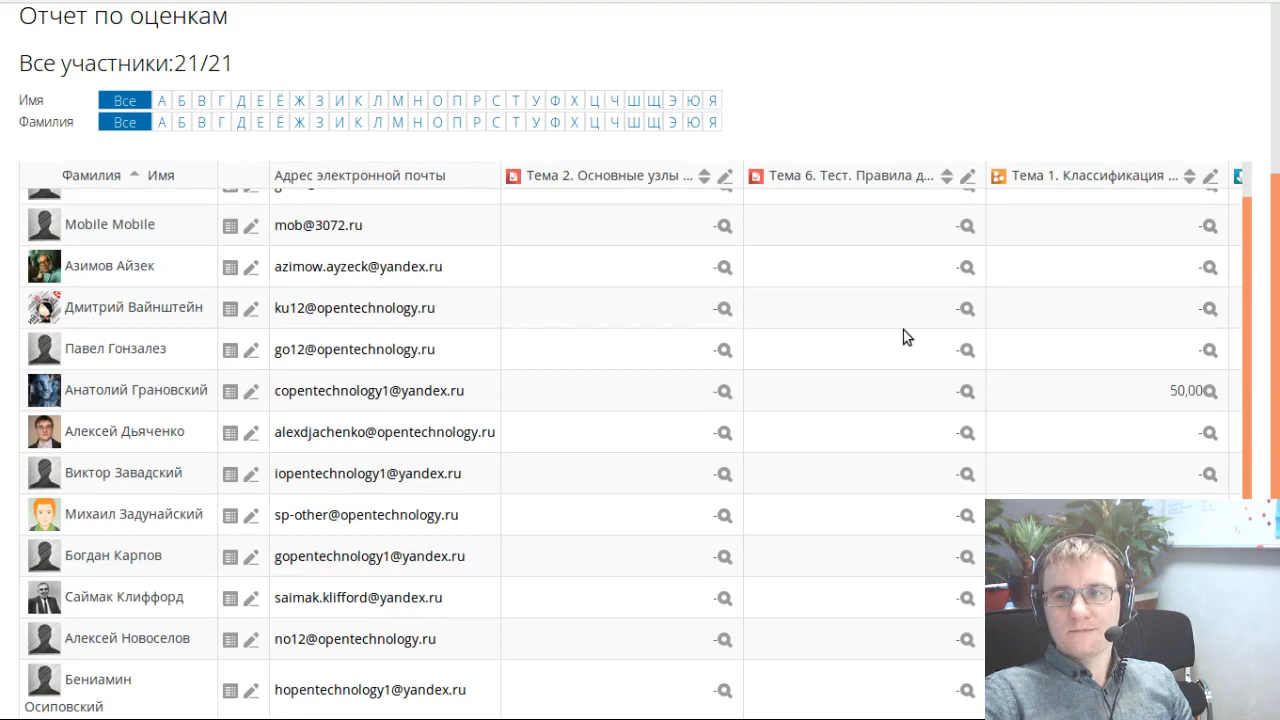 Отчет по оценкам
Все участники:21/21
Имя Все А Б В Г Д Е Ё Ж З И К Л М Н О П Р С Т У Ф Х Ц Ч Ш Щ Э Ю Я
Фамилия Все А Б В Г Д Е Ё Ж З И К Л М Н О П Р С Т У Ф Х Ц Ч Ш Щ Э Ю Я
Фамилия Имя Адрес электронной почты Тема 2. Основные узлы ... Тема 6. Тест. Правила д... Тема 1. Классификация ...
Mobile Mobile mob@3072.ru - - -
Азимов Айзек azimow.ayzeck@yandex.ru - - -
Дмитрий Вайнштейн ku12@opentechnology.ru - - -
Павел Гонзалез go12@opentechnology.ru - - -
Анатолий Грановский copentechnology1@yandex.ru - - 50,00
Алексей Дьяченко alexdjachenko@opentechnology.ru - - -
Виктор Завадский iopentechnology1@yandex.ru - - -
Михаил Задунайский sp-other@opentechnology.ru - -
Богдан Карпов gopentechnology1@yandex.ru - -
Саймак Клиффорд saimak.klifford@yandex.ru - -
Алексей Новоселов no12@opentechnology.ru - -
Бениамин
Осиповский hopentechnology1@yandex.ru - -